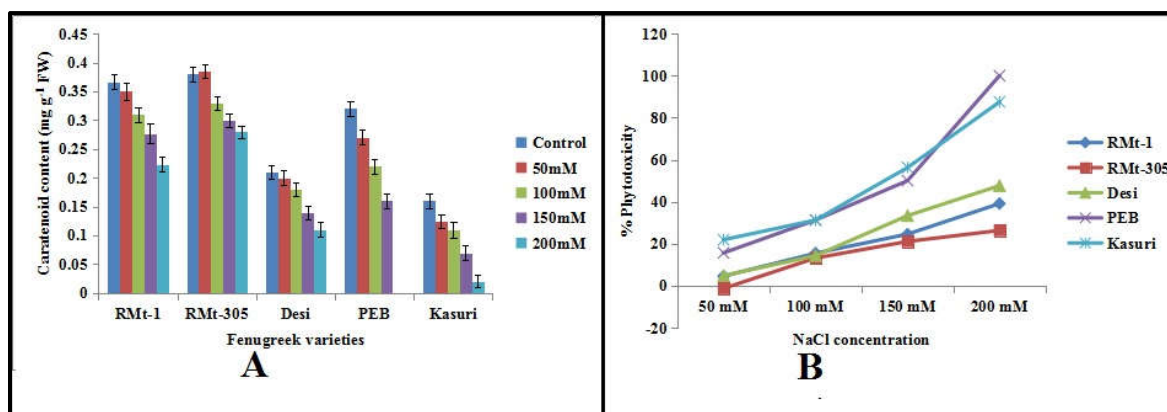 Caratenoid content (mg g-1 FW)
0.45
0.4
0.35
0.3
0.25
0.2
0.15
0.1
0.05
0
RMt-1 RMt-305 Desi PEB Kasuri
Fenugreek varieties
Control
50mM
100mM
150mM
200mM
A
% Phytotoxicity
120
100
80
60
40
20
0
-20
50 mM 100 mM 150 mM 200 mM
NaCl concentration
RMt-1
RMt-305
Desi
PEB
Kasuri
B